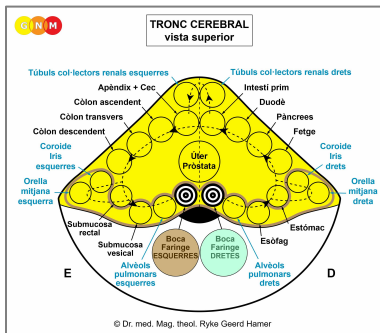 GNM
TRONC CEREBRAL
vista superior
Túbuls col·lectors renals esquerres
Túbuls col·lectors renals drets
Apèndix + Cec
Intestí prim
Còlon ascendent
Duodè
Còlon transvers
Pàncrees
Còlon descendent
Fetge
Coroide
Iris
esquerres
Coroide
Iris
drets
Úter
Pròstata
Orella
mitjana
esquerra
Orella
mitjana
dreta
Submucosa
rectal
Estómac
Submucosa
vesical
Esòfag
Boca
Faringe
ESQUERRES
Boca
Faringe
DRETES
Alvèols
pulmonars
esquerres
Alvèols
pulmonars
drets
E
D
© Dr. med. Mag. theol. Ryke Geerd Hamer